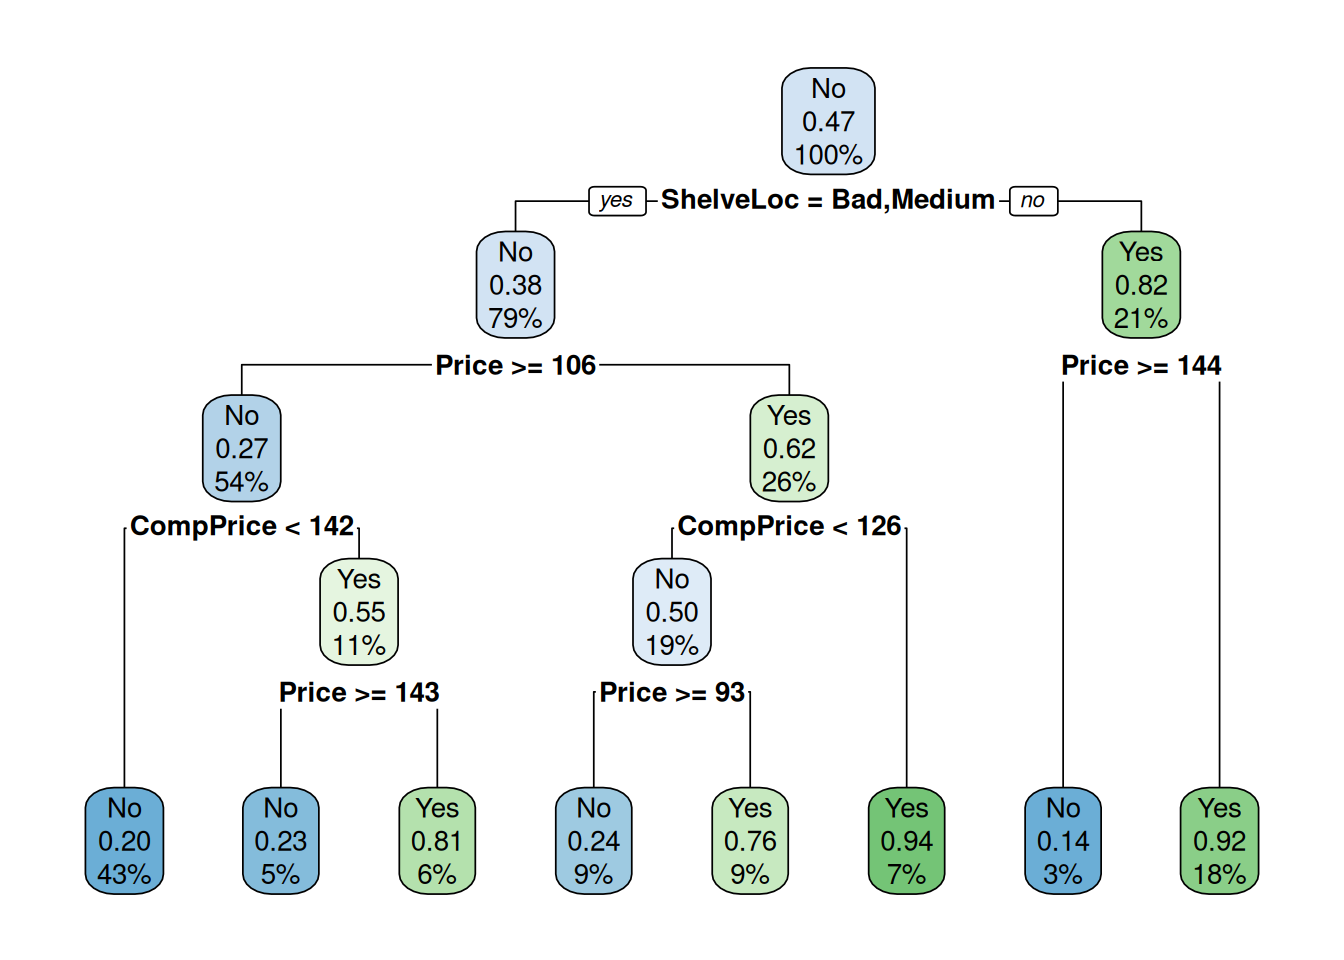 No
0.47
100%
yes ShelveLoc = Bad,Medium no
No
0.38
79%
Yes
0.82
21%
Price >= 106
Price >= 144
No
0.27
54%
Yes
0.62
26%
CompPrice < 142
CompPrice < 126
Yes
0.55
11%
No
0.50
19%
Price >= 143
Price >= 93
No
0.20
43%
No
0.23
5%
Yes
0.81
6%
No
0.24
9%
Yes
0.76
9%
Yes
0.94
7%
No
0.14
3%
Yes
0.92
18%